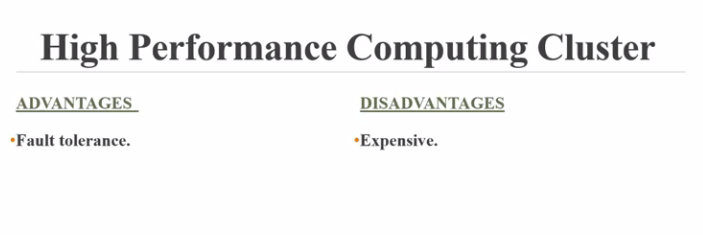 High Performance Computing Cluster
ADVANTAGES
DISADVANTAGES
•Fault tolerance.
•Expensive.